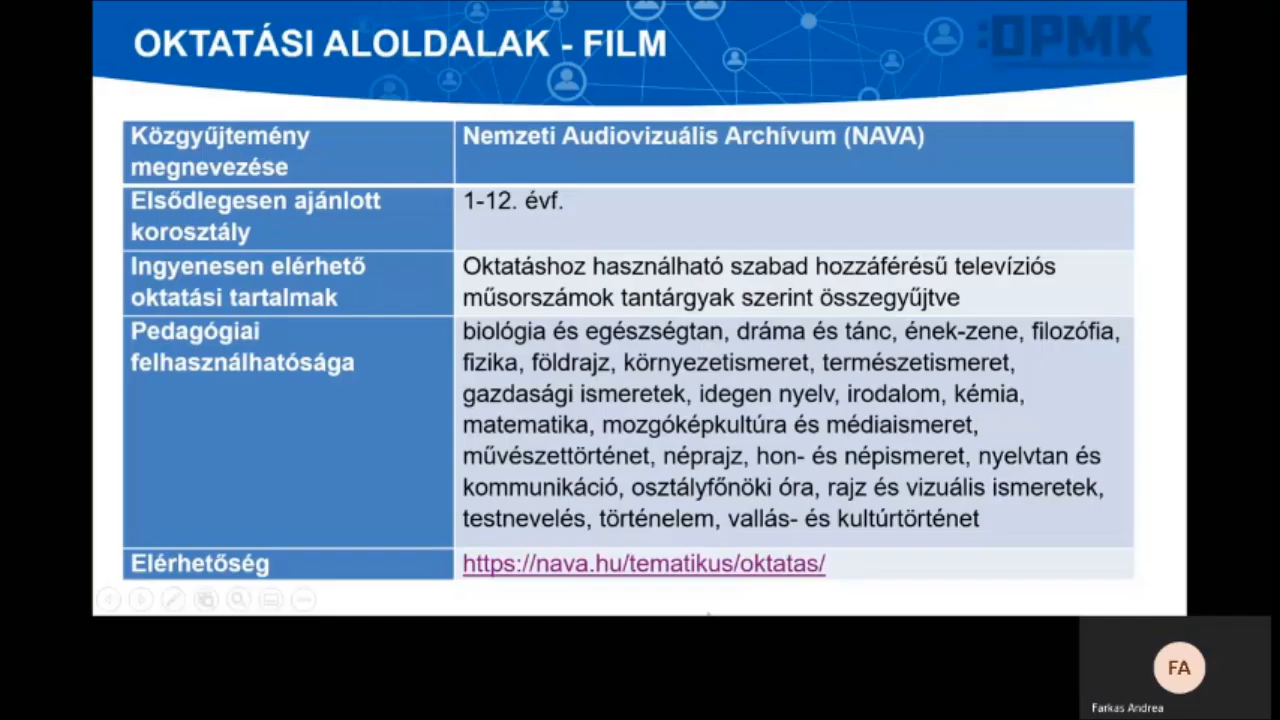 OKTATÁSI ALOLDALAK - FILM
:OPMK
Közgyűjtemény
megnevezése
Nemzeti Audiovizuális Archívum (NAVA)
Elsődlegesen ajánlott
korosztály
1-12. évf.
Ingyenesen elérhető
oktatási tartalmak
Oktatáshoz használható szabad hozzáférésű televíziós
műsorszámok tantárgyak szerint összegyűjtve
Pedagógiai
felhasználhatósága
biológia és egészségtan, dráma és tánc, ének-zene, filozófia,
fizika, földrajz, környezetismeret, természetismeret,
gazdasági ismeretek, idegen nyelv, irodalom, kémia,
matematika, mozgóképkultúra és médiaismeret,
művészettörténet, néprajz, hon- és népismeret, nyelvtan és
kommunikáció, osztályfőnöki óra, rajz és vizuális ismeretek,
testnevelés, történelem, vallás- és kultúrtörténet
Elérhetőség
https://nava.hu/tematikus/oktatas/
FA
Farkas Andrea